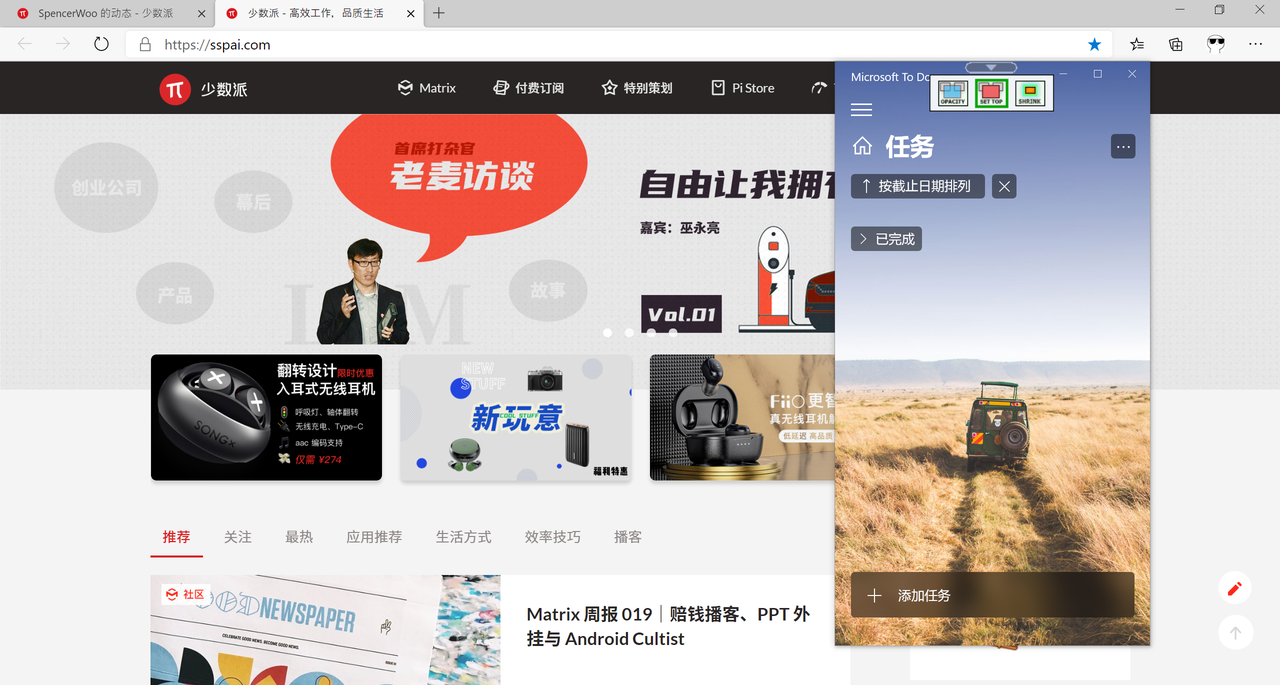 SpencerWoo 的动态 - 少数派
少数派 - 高效工作，品质生活
https://sspai.com
少数派
Matrix
付费订阅
特别策划
Pi Store
创业公司
幕后
产品
故事
首席打杂官
老麦访谈
自由让我拥有
嘉宾：巫永亮
Vol.01
翻转设计限时优惠
入耳式无线耳机
呼吸灯、轴体翻转
无线充电、Type-C
aac 编码支持
仅需 ¥274
SONGX
NEW
STUFF
新玩意
COOL STUFF
福利特惠
FiiO 更智
真无线耳机
低延迟 高品质
推荐
关注
最热
应用推荐
生活方式
效率技巧
播客
社区
NEWSPAPER
CELEBRATE GOOD NEWS. BECOME GOOD NEWS.
Matrix 周报 019｜赔钱播客、PPT 外
挂与 Android Cultist
Microsoft To Do
OPACITY
SET TOP
SHRINK
任务
按截止日期排列
已完成
添加任务